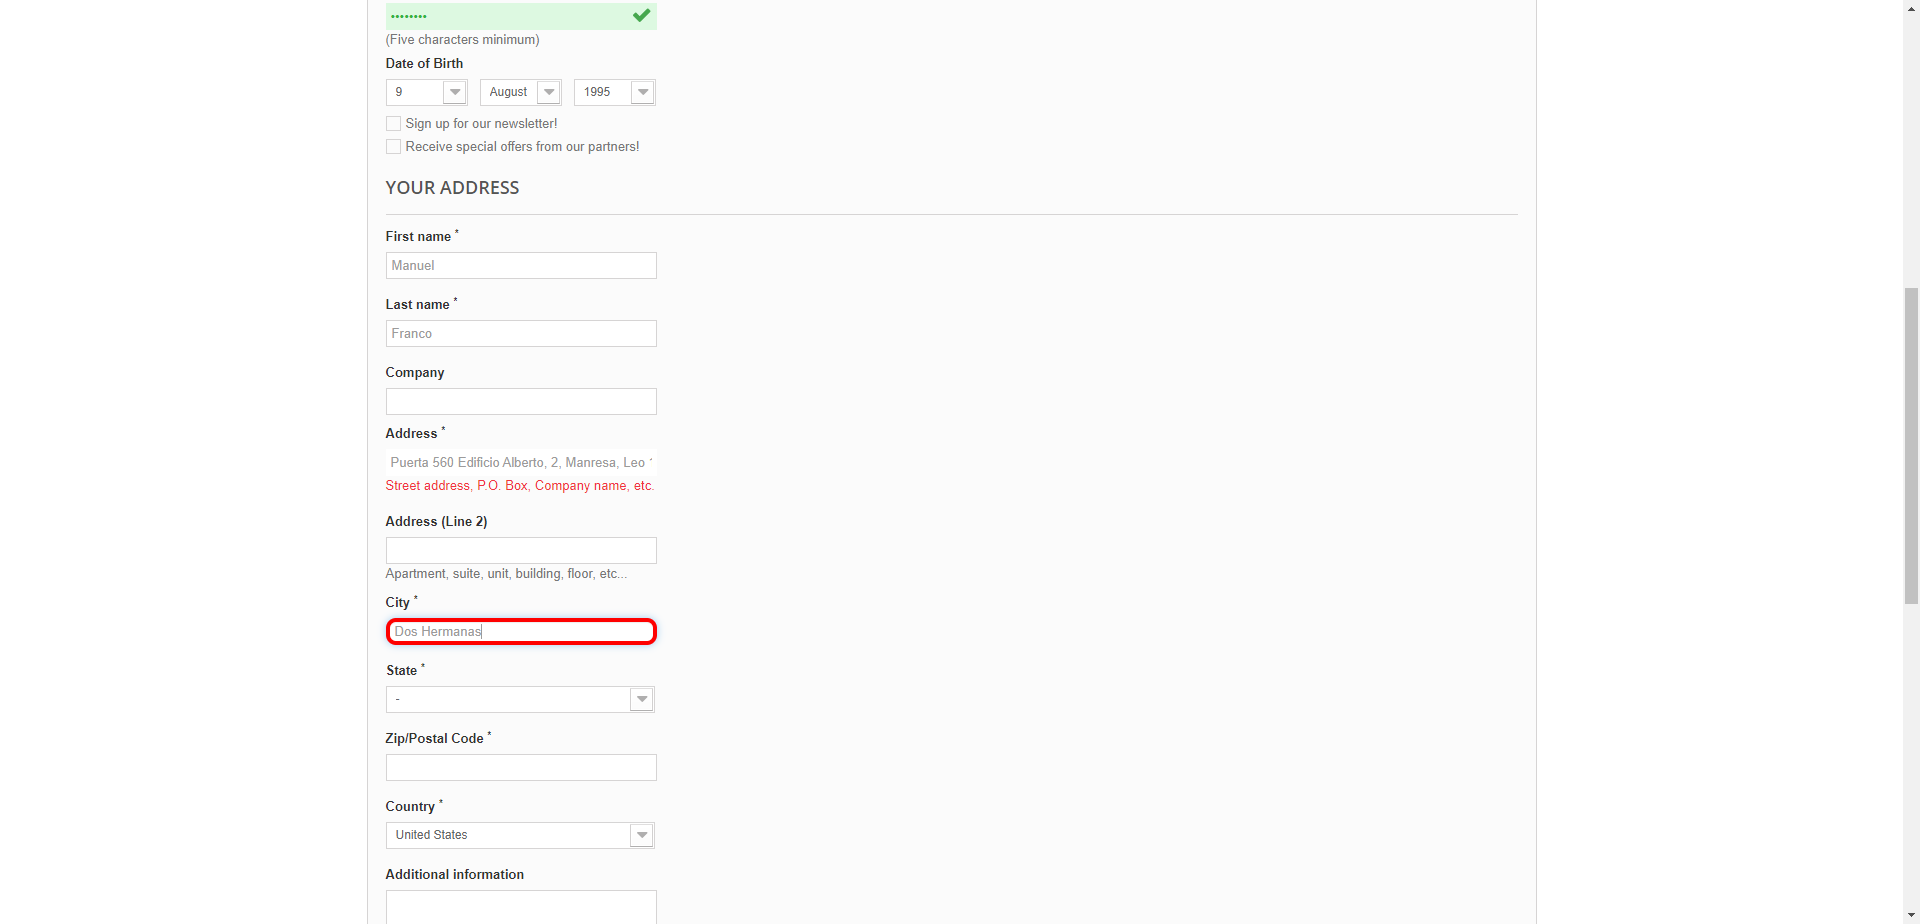 ••••••••
(Five characters minimum)
Date of Birth
9 August 1995
Sign up for our newsletter!
Receive special offers from our partners!
YOUR ADDRESS
First name *
Manuel
Last name *
Franco
Company
Address *
Puerta 560 Edificio Alberto, 2, Manresa, Leo
Street address, P.O. Box, Company name, etc.
Address (Line 2)
Apartment, suite, unit, building, floor, etc...
City *
Dos Hermanas
State *
-
Zip/Postal Code *
Country *
United States
Additional information